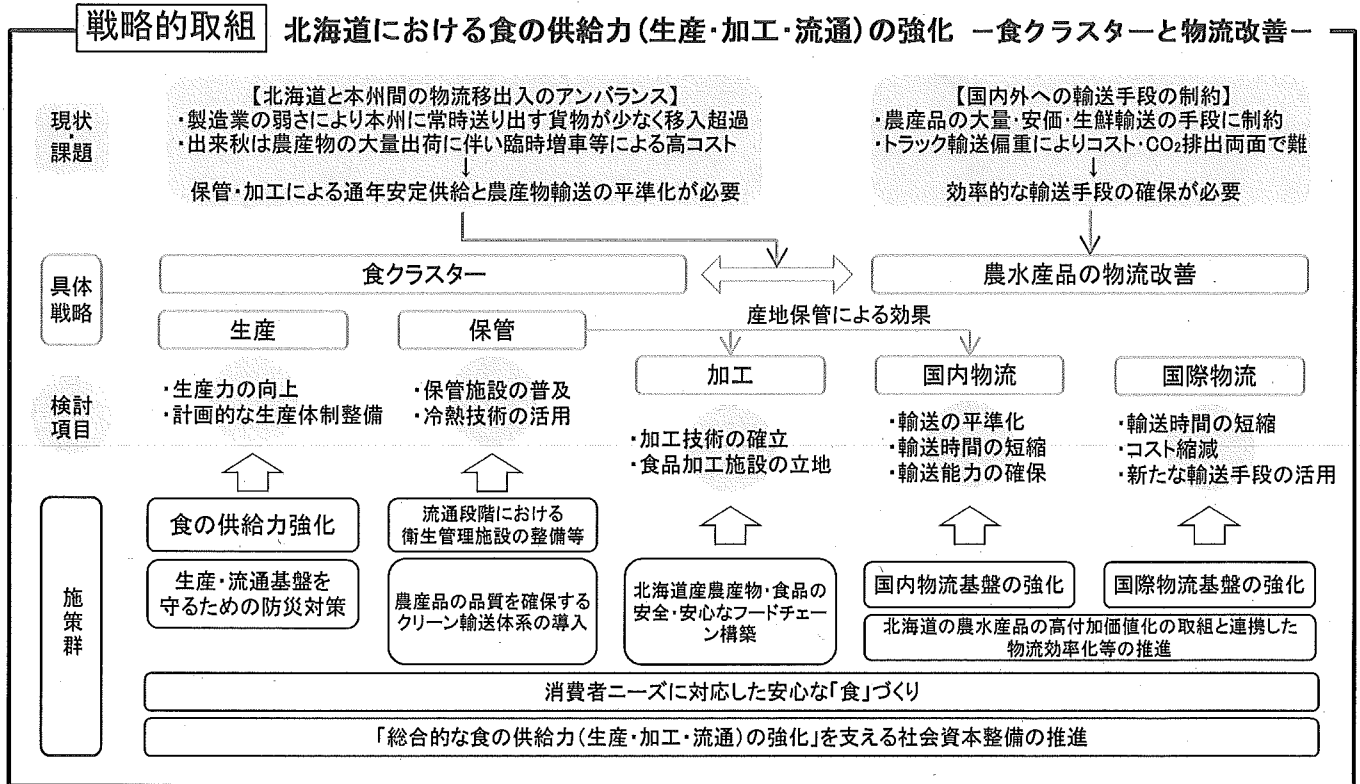 戦略的取組 北海道における食の供給力(生産・加工・流通)の強化 －食クラスターと物流改善－
現状・課題
【北海道と本州間の物流移出入のアンバランス】
・製造業の弱さにより本州に常時送り出す貨物が少なく移入超過
・出来秋は農産物の大量出荷に伴い臨時増車等による高コスト
保管・加工による通年安定供給と農産物輸送の平準化が必要
【国内外への輸送手段の制約】
・農産品の大量・安価・生鮮輸送の手段に制約
・トラック輸送偏重によりコスト・CO₂排出両面で難
効率的な輸送手段の確保が必要
具体
戦略
食クラスター
農水産品の物流改善
産地保管による効果
生産
保管
加工
国内物流
国際物流
検討
項目
・生産力の向上
・計画的な生産体制整備
・保管施設の普及
・冷熱技術の活用
・加工技術の確立
・食品加工施設の立地
・輸送の平準化
・輸送時間の短縮
・輸送能力の確保
・輸送時間の短縮
・コスト縮減
・新たな輸送手段の活用
施策群
食の供給力強化
生産・流通基盤を
守るための防災対策
流通段階における
衛生管理施設の整備等
農産品の品質を確保する
クリーン輸送体系の導入
北海道産農産物・食品の
安全・安心なフードチェー
ン構築
国内物流基盤の強化
国際物流基盤の強化
北海道の農水産品の高付加価値化の取組と連携した
物流効率化等の推進
消費者ニーズに対応した安心な「食」づくり
「総合的な食の供給力(生産・加工・流通)の強化」を支える社会資本整備の推進